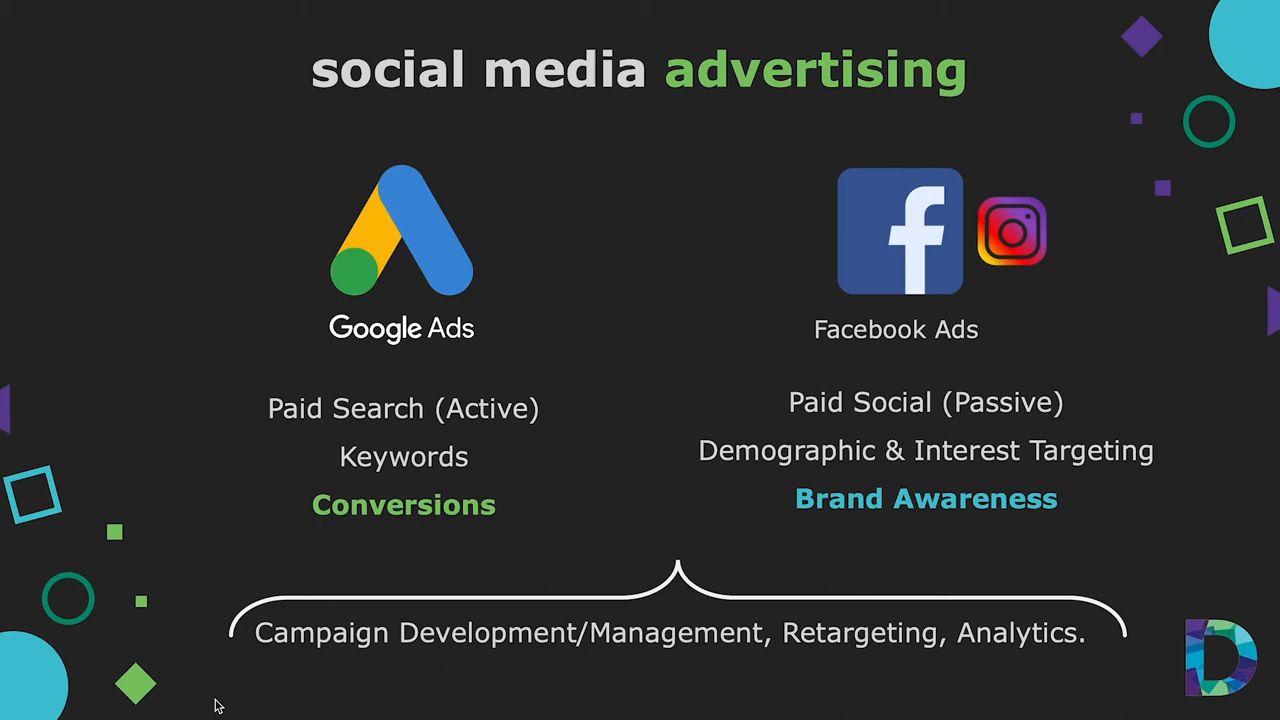 social media advertising
Google Ads
Paid Search (Active)
Keywords
Conversions
Facebook Ads
Paid Social (Passive)
Demographic & Interest Targeting
Brand Awareness
Campaign Development/Management, Retargeting, Analytics.
D